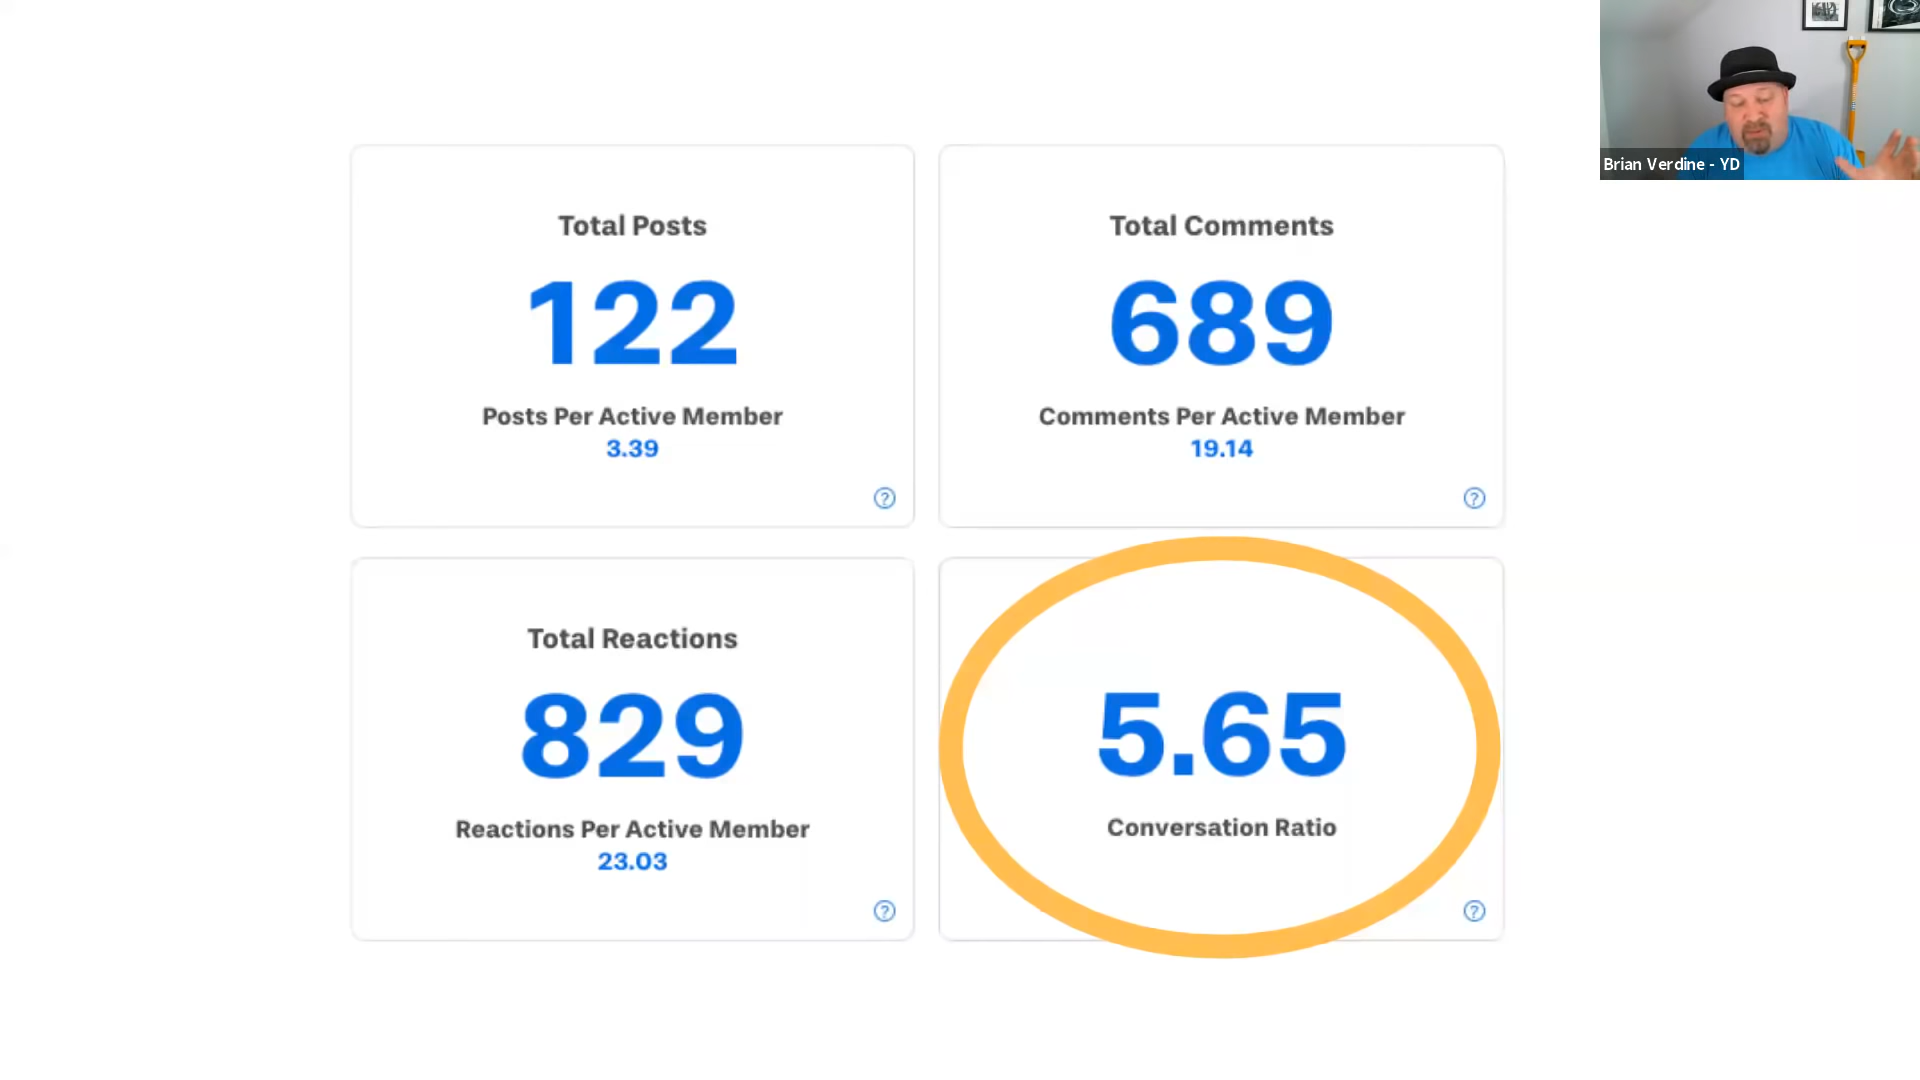 Brian Verdine - YD
Total Posts
122
Posts Per Active Member
3.39
?
Total Comments
689
Comments Per Active Member
19.14
?
Total Reactions
829
Reactions Per Active Member
23.03
?
5.65
Conversation Ratio
?